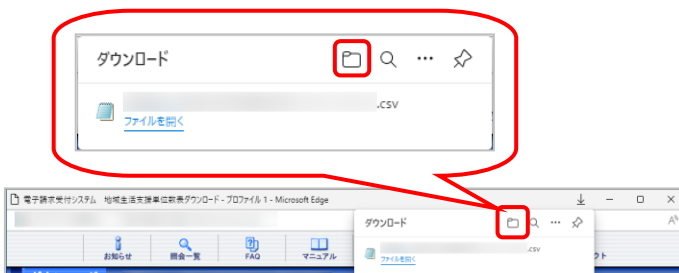 ダウンロード
.csv
ファイルを開く
電子請求受付システム 地域生活支援単位数表ダウンロード - プロファイル 1 - Microsoft Edge
ダウンロード
.csv
ファイルを開く
お知らせ 照会一覧 FAQ マニュアル